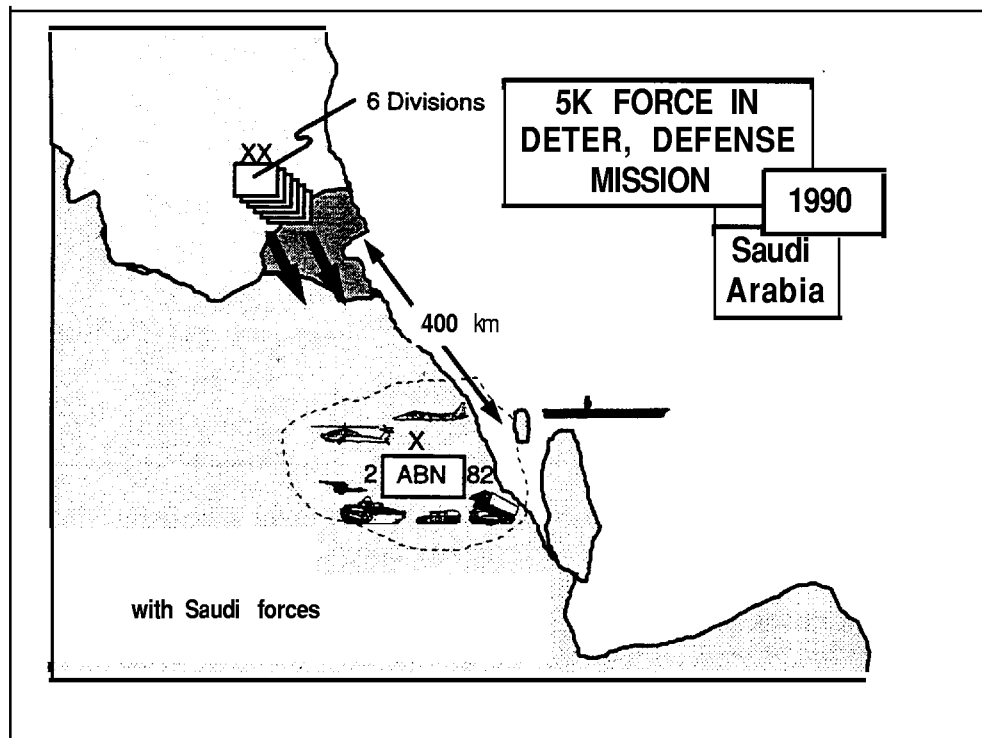 6 Divisions
XX
5K FORCE IN
DETER, DEFENSE
MISSION
1990
Saudi
Arabia
400 km
X
2 ABN 82
with Saudi forces